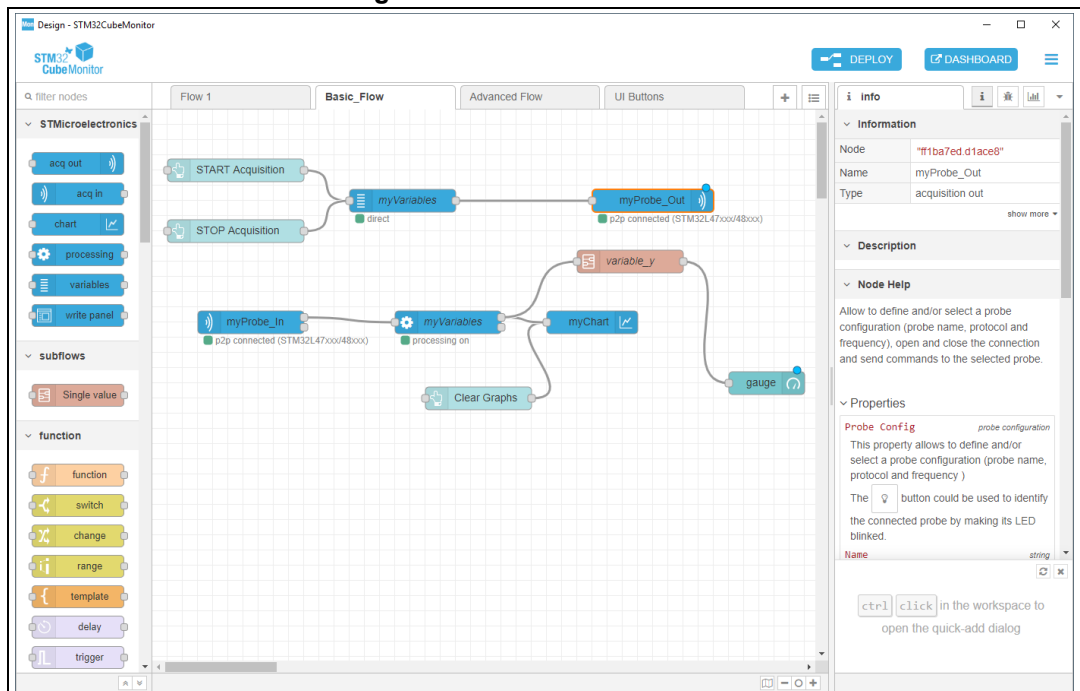 Design - STM32CubeMonitor
STM32
CubeMonitor
DEPLOY
DASHBOARD
filter nodes
Flow 1
Basic_Flow
Advanced Flow
UI Buttons
info
STMicroelectronics
acq out
acq in
chart
processing
variables
write panel
subflows
Single value
function
function
switch
change
range
template
delay
trigger
START Acquisition
STOP Acquisition
myVariables
direct
myProbe_Out
p2p connected (STM32L47xxx/48xxx)
variable_y
myProbe_In
p2p connected (STM32L47xxx/48xxx)
myVariables
processing on
myChart
Clear Graphs
gauge
Information
Node "ff1ba7ed.d1ace8"
Name myProbe_Out
Type acquisition out
show more
Description
Node Help
Allow to define and/or select a probe
configuration (probe name, protocol and
frequency), open and close the connection
and send commands to the selected probe.
Properties
Probe Config probe configuration
This property allows to define and/or
select a probe configuration (probe name,
protocol and frequency )
The button could be used to identify
the connected probe by making its LED
blinked.
Name string
ctrl click in the workspace to
open the quick-add dialog